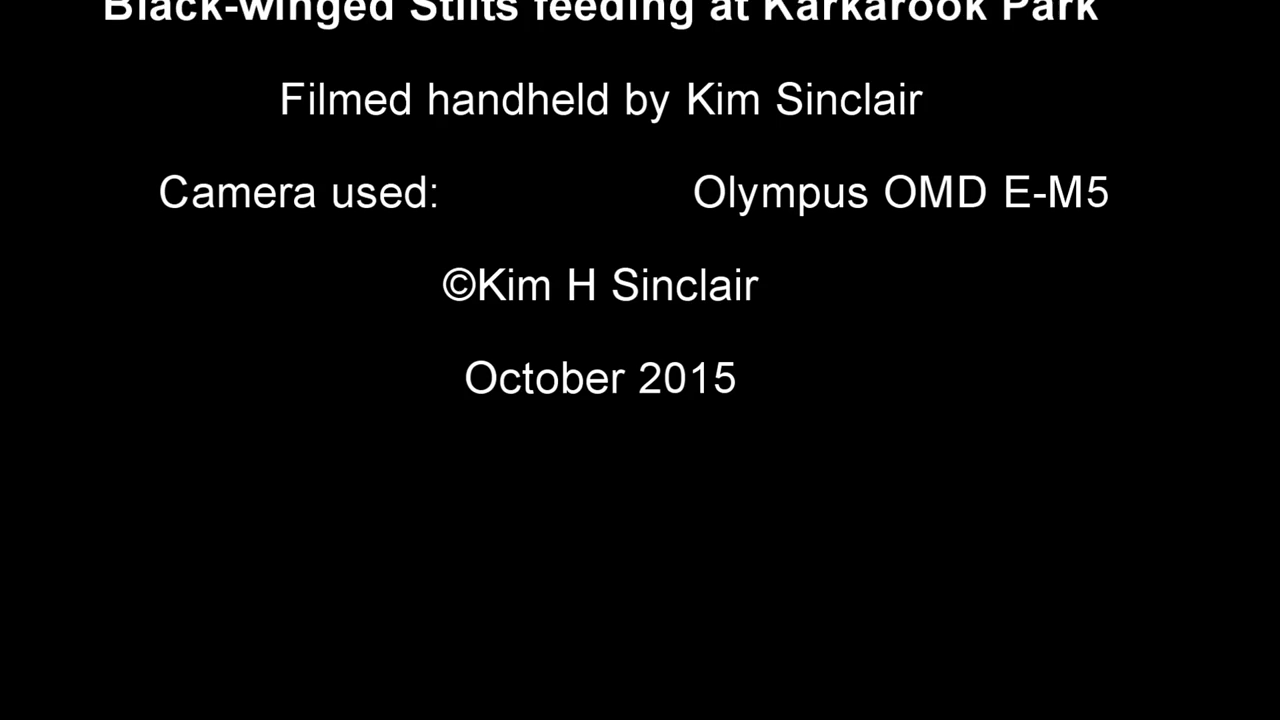 Black-winged Stilts feeding at Karkarook Park
Filmed handheld by Kim Sinclair
Camera used: Olympus OMD E-M5
©Kim H Sinclair
October 2015